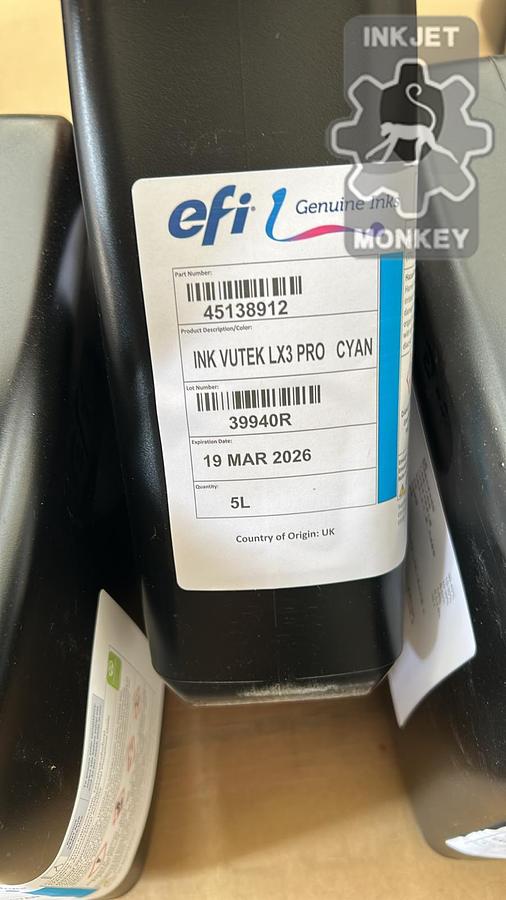 INKJET
MONKEY
efi Genuine Inks
Part Number:
45138912
Product Description/Color:
INK VUTEK LX3 PRO CYAN
Lot Number:
39940R
Expiration Date:
19 MAR 2026
Quantity:
5L
Country of Origin: UK